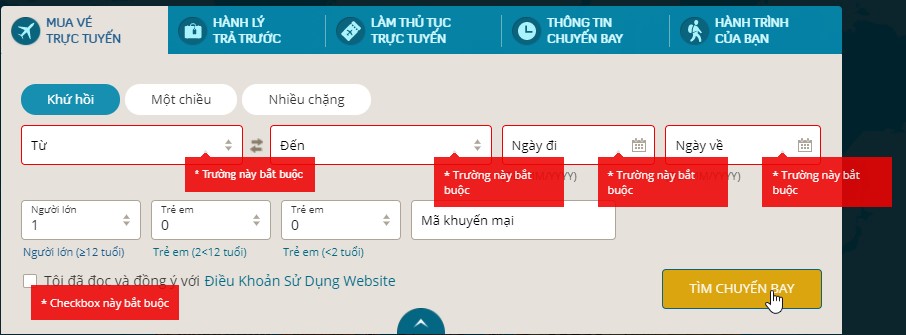 MUA VÉ
TRỰC TUYẾN
HÀNH LÝ
TRẢ TRƯỚC
LÀM THỦ TỤC
TRỰC TUYẾN
THÔNG TIN
CHUYẾN BAY
HÀNH TRÌNH
CỦA BẠN
Khứ hồi
Một chiều
Nhiều chặng
Từ
Đến
Ngày đi
Ngày về
* Trường này bắt buộc
* Trường này bắt
buộc
* Trường này bắt
buộc
* Trường này bắt
buộc
Người lớn
1
Trẻ em
0
Trẻ em
0
Mã khuyến mại
Người lớn (≥12 tuổi)
Trẻ em (2<12 tuổi)
Trẻ em (<2 tuổi)
Tôi đã đọc và đồng ý với Điều Khoản Sử Dụng Website
* Checkbox này bắt buộc
TÌM CHUYẾN BAY